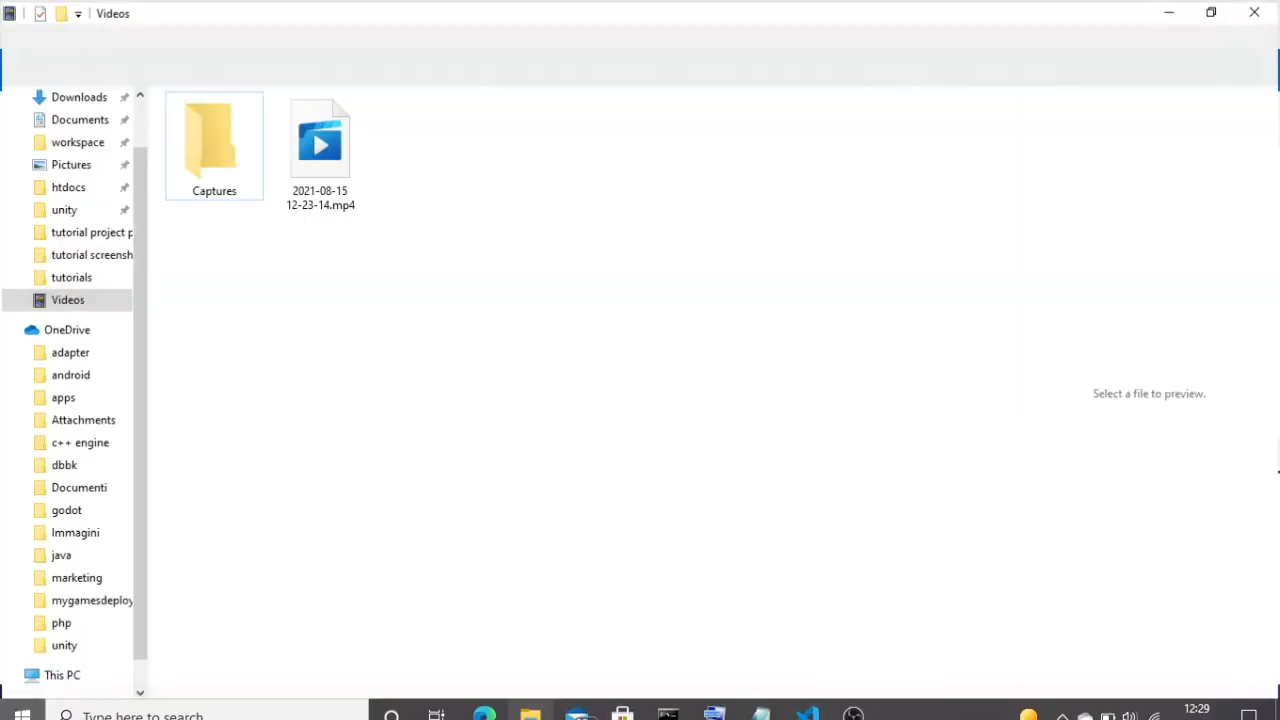 Videos
Downloads
Documents
workspace
Pictures
htdocs
unity
tutorial project p
tutorial screensh
tutorials
Videos
OneDrive
adapter
android
apps
Attachments
c++ engine
dbbk
Documenti
godot
Immagini
java
marketing
mygamesdeploy
php
unity
This PC
Captures
2021-08-15
12-23-14.mp4
Select a file to preview.
Type here to search
12:29